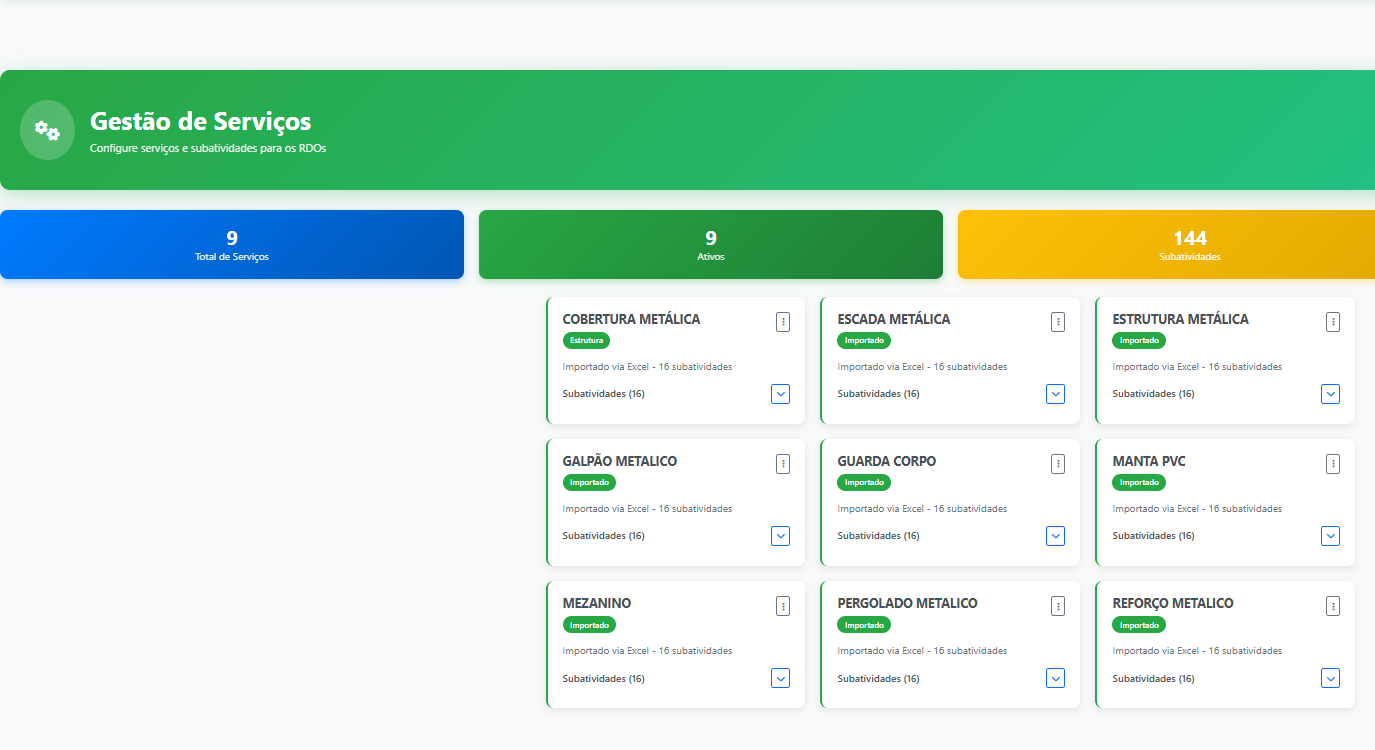 Gestão de Serviços
Configure serviços e subatividades para os RDOs
9
Total de Serviços
9
Ativos
144
Subatividades
COBERTURA METÁLICA
Estrutura
Importado via Excel - 16 subatividades
Subatividades (16)
ESCADA METÁLICA
Importado
Importado via Excel - 16 subatividades
Subatividades (16)
ESTRUTURA METÁLICA
Importado
Importado via Excel - 16 subatividades
Subatividades (16)
GALPÃO METALICO
Importado
Importado via Excel - 16 subatividades
Subatividades (16)
GUARDA CORPO
Importado
Importado via Excel - 16 subatividades
Subatividades (16)
MANTA PVC
Importado
Importado via Excel - 16 subatividades
Subatividades (16)
MEZANINO
Importado
Importado via Excel - 16 subatividades
Subatividades (16)
PERGOLADO METALICO
Importado
Importado via Excel - 16 subatividades
Subatividades (16)
REFORÇO METALICO
Importado
Importado via Excel - 16 subatividades
Subatividades (16)